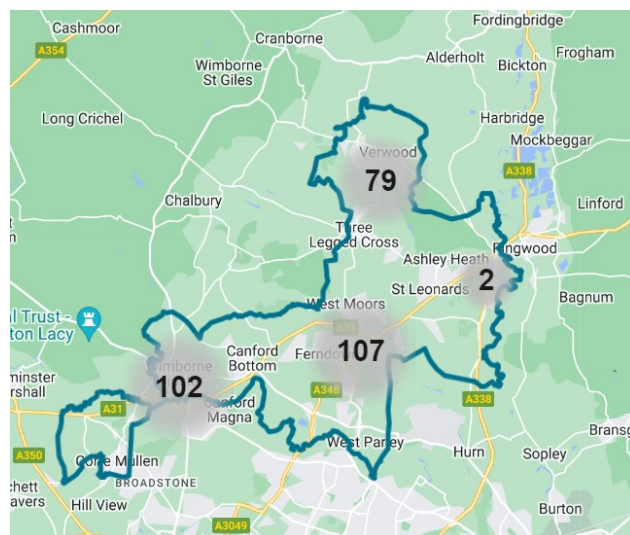 Fordingbridge
Cashmoor
Cranborne
A354
Alderholt
Frogham
Wimborne
St Giles
Bickton
Long Crichel
Harbridge
Mockbeggar
Verwood
A338
79
Chalbury
Linford
Three
Legged Cross
Ringwood
Ashley Heath
2
St Leonards
Bagnum
West Moors
al Trust -
ton Lacy
A31
Canford
Bottom
107
102
A348
A338
minster
rshall
A31
Magna
West Parley
A350
Hurn
Sopley
Corfe Mullen
BROADSTONE
chett
avers
Hill View
Burton
A3049